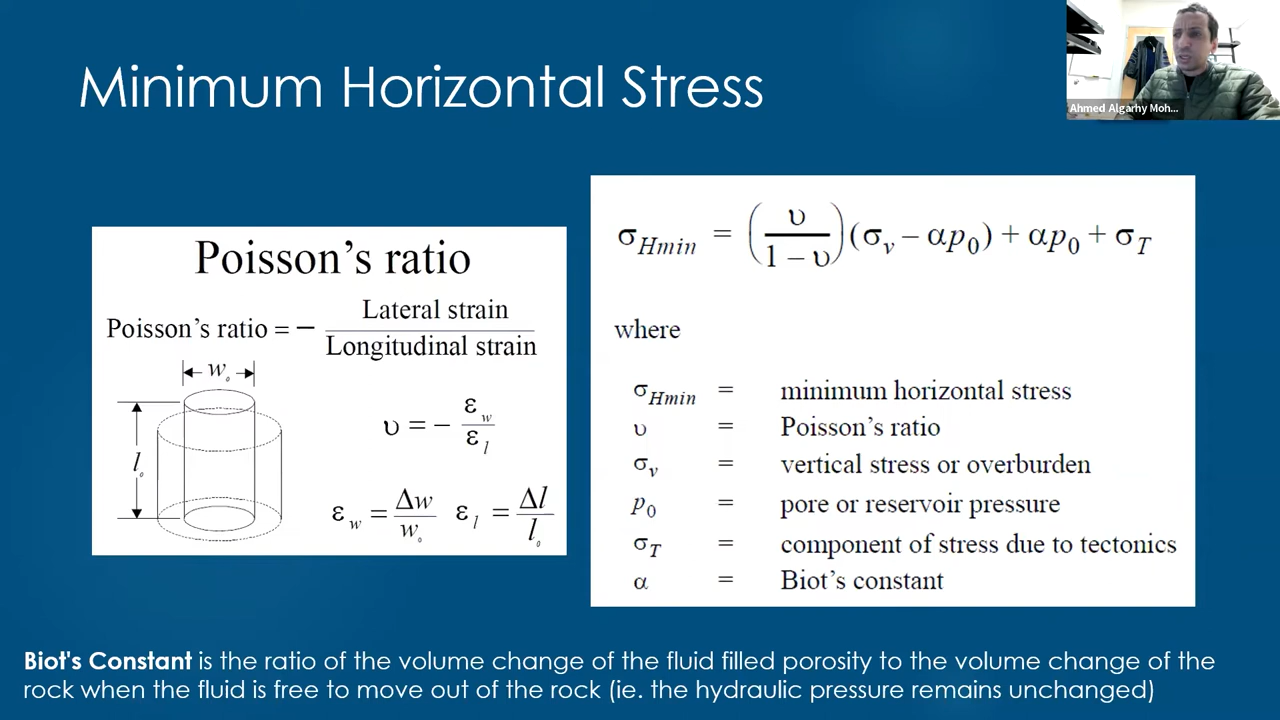 Minimum Horizontal Stress
Ahmed Algarhy Moh...
Poisson's ratio
Poisson's ratio = − Lateral strain / Longitudinal strain
w₀
l₀
υ = − ε_w / ε_l
ε_w = Δw / w₀   ε_l = Δl / l₀
σ_Hmin = (υ / (1 − υ)) (σ_v − αp₀) + αp₀ + σ_T
where
σ_Hmin = minimum horizontal stress
υ = Poisson's ratio
σ_v = vertical stress or overburden
p₀ = pore or reservoir pressure
σ_T = component of stress due to tectonics
α = Biot's constant
Biot's Constant is the ratio of the volume change of the fluid filled porosity to the volume change of the
rock when the fluid is free to move out of the rock (ie. the hydraulic pressure remains unchanged)